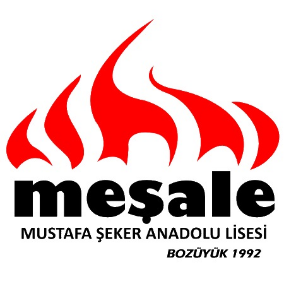 meşale
MUSTAFA ŞEKER ANADOLU LİSESİ
BOZÜYÜK 1992